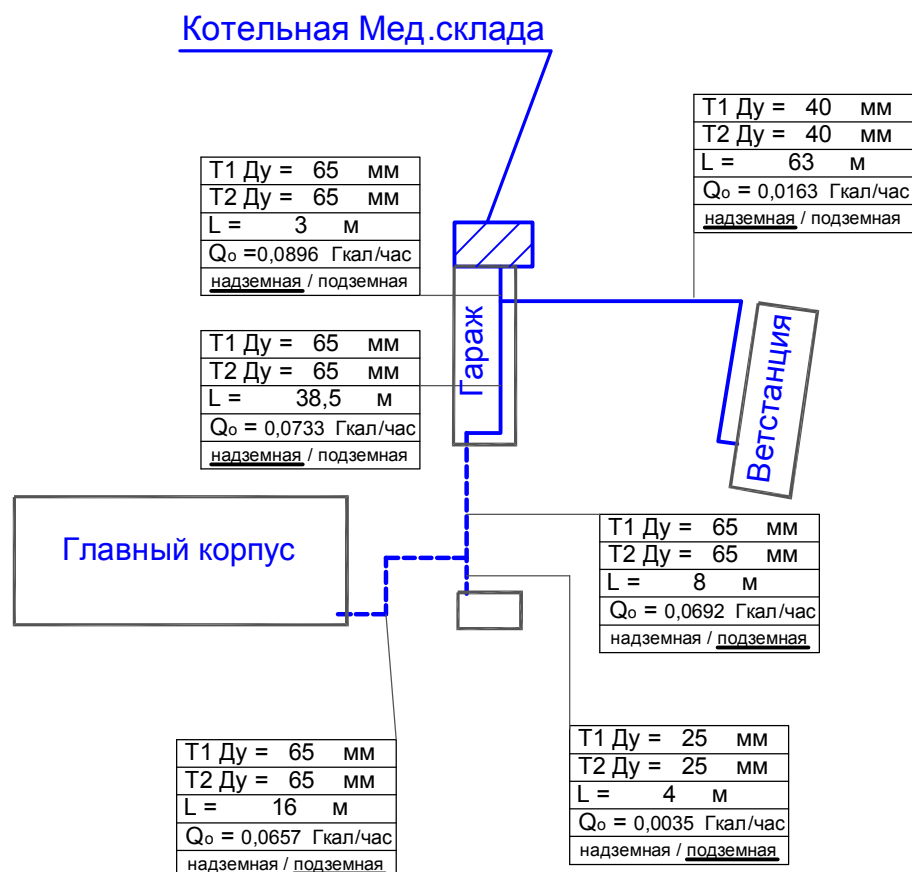 Котельная Мед.склада
Т1 Ду = 40 мм
Т2 Ду = 40 мм
L = 63 м
Qо = 0,0163 Гкал/час
надземная / подземная
Т1 Ду = 65 мм
Т2 Ду = 65 мм
L = 3 м
Qо =0,0896 Гкал/час
надземная / подземная
Гараж
Ветстанция
Т1 Ду = 65 мм
Т2 Ду = 65 мм
L = 38,5 м
Qо = 0,0733 Гкал/час
надземная / подземная
Главный корпус
Т1 Ду = 65 мм
Т2 Ду = 65 мм
L = 8 м
Qо = 0,0692 Гкал/час
надземная / подземная
Т1 Ду = 65 мм
Т2 Ду = 65 мм
L = 16 м
Qо = 0,0657 Гкал/час
надземная / подземная
Т1 Ду = 25 мм
Т2 Ду = 25 мм
L = 4 м
Qо = 0,0035 Гкал/час
надземная / подземная